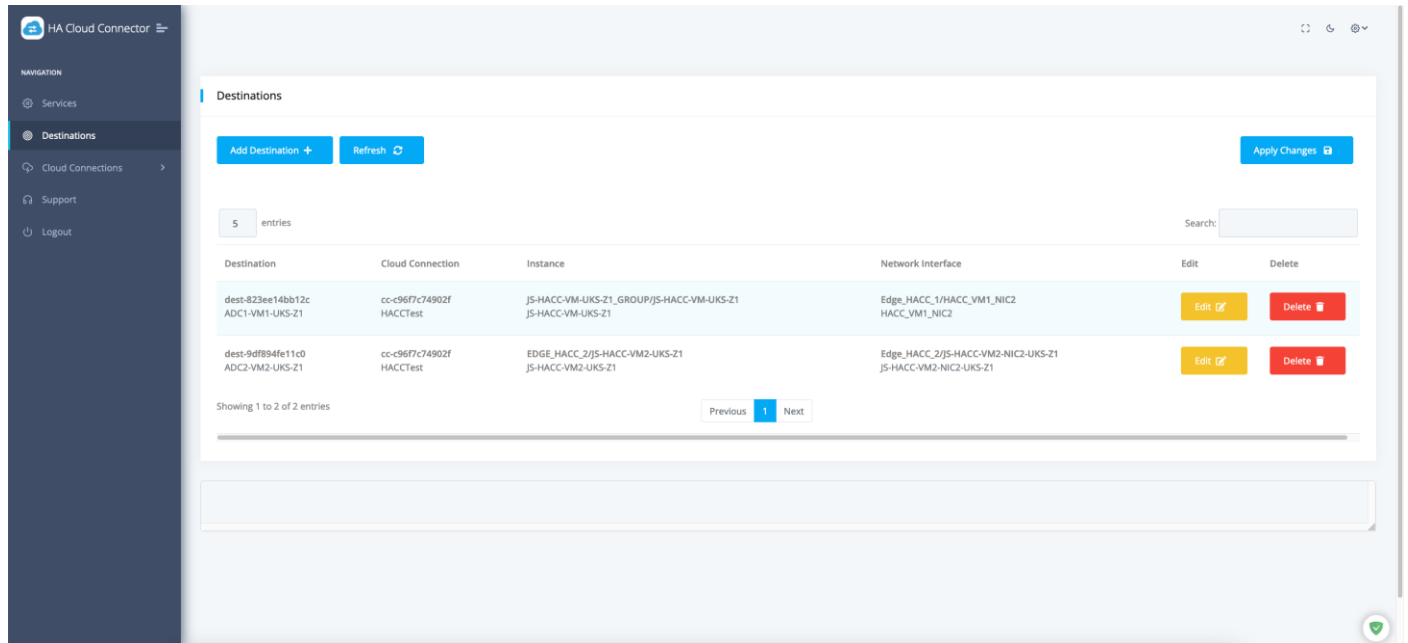 HA Cloud Connector
NAVIGATION
Services
Destinations
Cloud Connections
Support
Logout
Destinations
Add Destination
Refresh
Apply Changes
5 entries
Search:
Destination Cloud Connection Instance Network Interface Edit Delete
dest-823ee14bb12c cc-c96f7c74902f JS-HACC-VM-UKS-Z1_GROUP/JS-HACC-VM-UKS-Z1 Edge_HACC_1/HACC_VM1_NIC2 Edit Delete
ADC1-VM1-UKS-Z1 HACCTest JS-HACC-VM-UKS-Z1 HACC_VM1_NIC2
dest-9df894fe11c0 cc-c96f7c74902f EDGE_HACC_2/JS-HACC-VM2-UKS-Z1 Edge_HACC_2/JS-HACC-VM2-NIC2-UKS-Z1 Edit Delete
ADC2-VM2-UKS-Z1 HACCTest JS-HACC-VM2-UKS-Z1 JS-HACC-VM2-NIC2-UKS-Z1
Showing 1 to 2 of 2 entries
Previous 1 Next